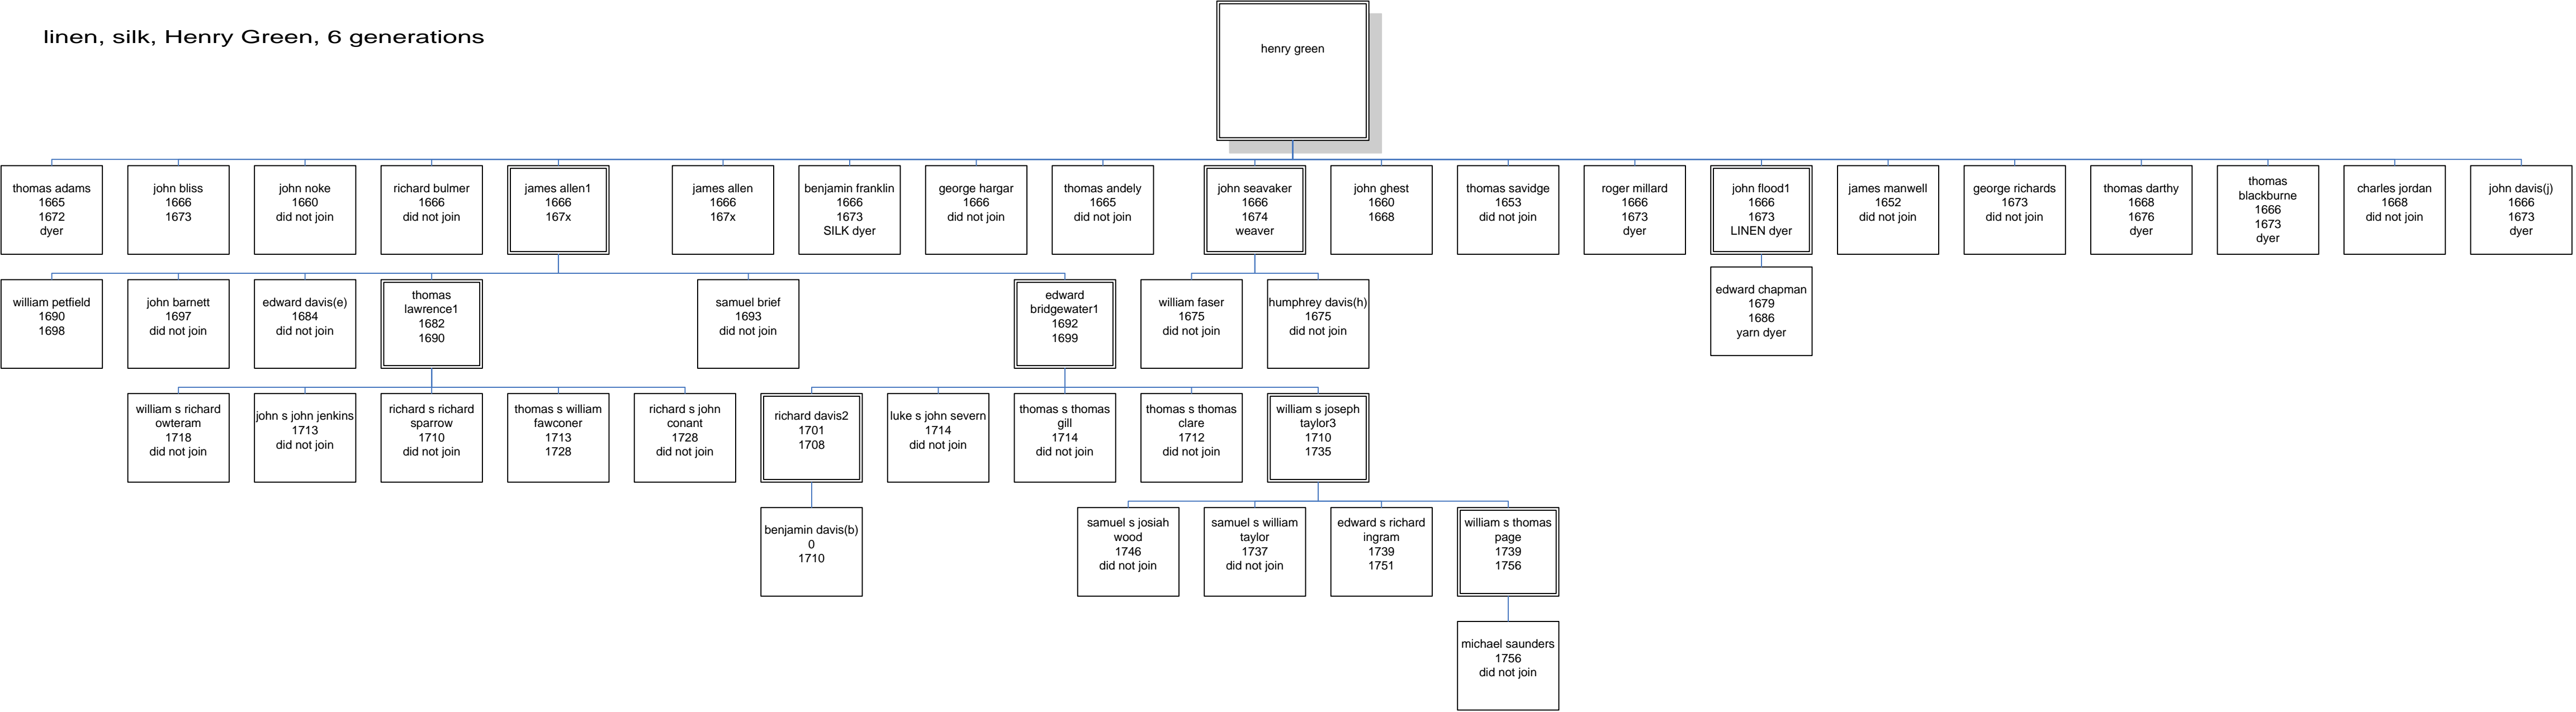 linen, silk, Henry Green, 6 generations
henry green
thomas adams
1665
1672
dyer
john bliss
1666
1673
john noke
1660
did not join
richard bulmer
1666
did not join
james allen1
1666
167x
james allen
1666
167x
benjamin franklin
1666
1673
SILK dyer
george hargar
1666
did not join
thomas andely
1665
did not join
john seavaker
1666
1674
weaver
john ghest
1660
1668
thomas savidge
1653
did not join
roger millard
1666
1673
dyer
john flood1
1666
1673
LINEN dyer
james manwell
1652
did not join
george richards
1673
did not join
thomas darthy
1668
1676
dyer
thomas
blackburne
1666
1673
dyer
charles jordan
1668
did not join
john davis(j)
1666
1673
dyer
william petfield
1690
1698
john barnett
1697
did not join
edward davis(e)
1684
did not join
thomas
lawrence1
1682
1690
samuel brief
1693
did not join
edward
bridgewater1
1692
1699
william faser
1675
did not join
humphrey davis(h)
1675
did not join
edward chapman
1679
1686
yarn dyer
william s richard
owteram
1718
did not join
john s john jenkins
1713
did not join
richard s richard
sparrow
1710
did not join
thomas s william
fawconer
1713
1728
richard s john
conant
1728
did not join
richard davis2
1701
1708
luke s john severn
1714
did not join
thomas s thomas
gill
1714
did not join
thomas s thomas
clare
1712
did not join
william s joseph
taylor3
1710
1735
benjamin davis(b)
0
1710
samuel s josiah
wood
1746
did not join
samuel s william
taylor
1737
did not join
edward s richard
ingram
1739
1751
william s thomas
page
1739
1756
michael saunders
1756
did not join